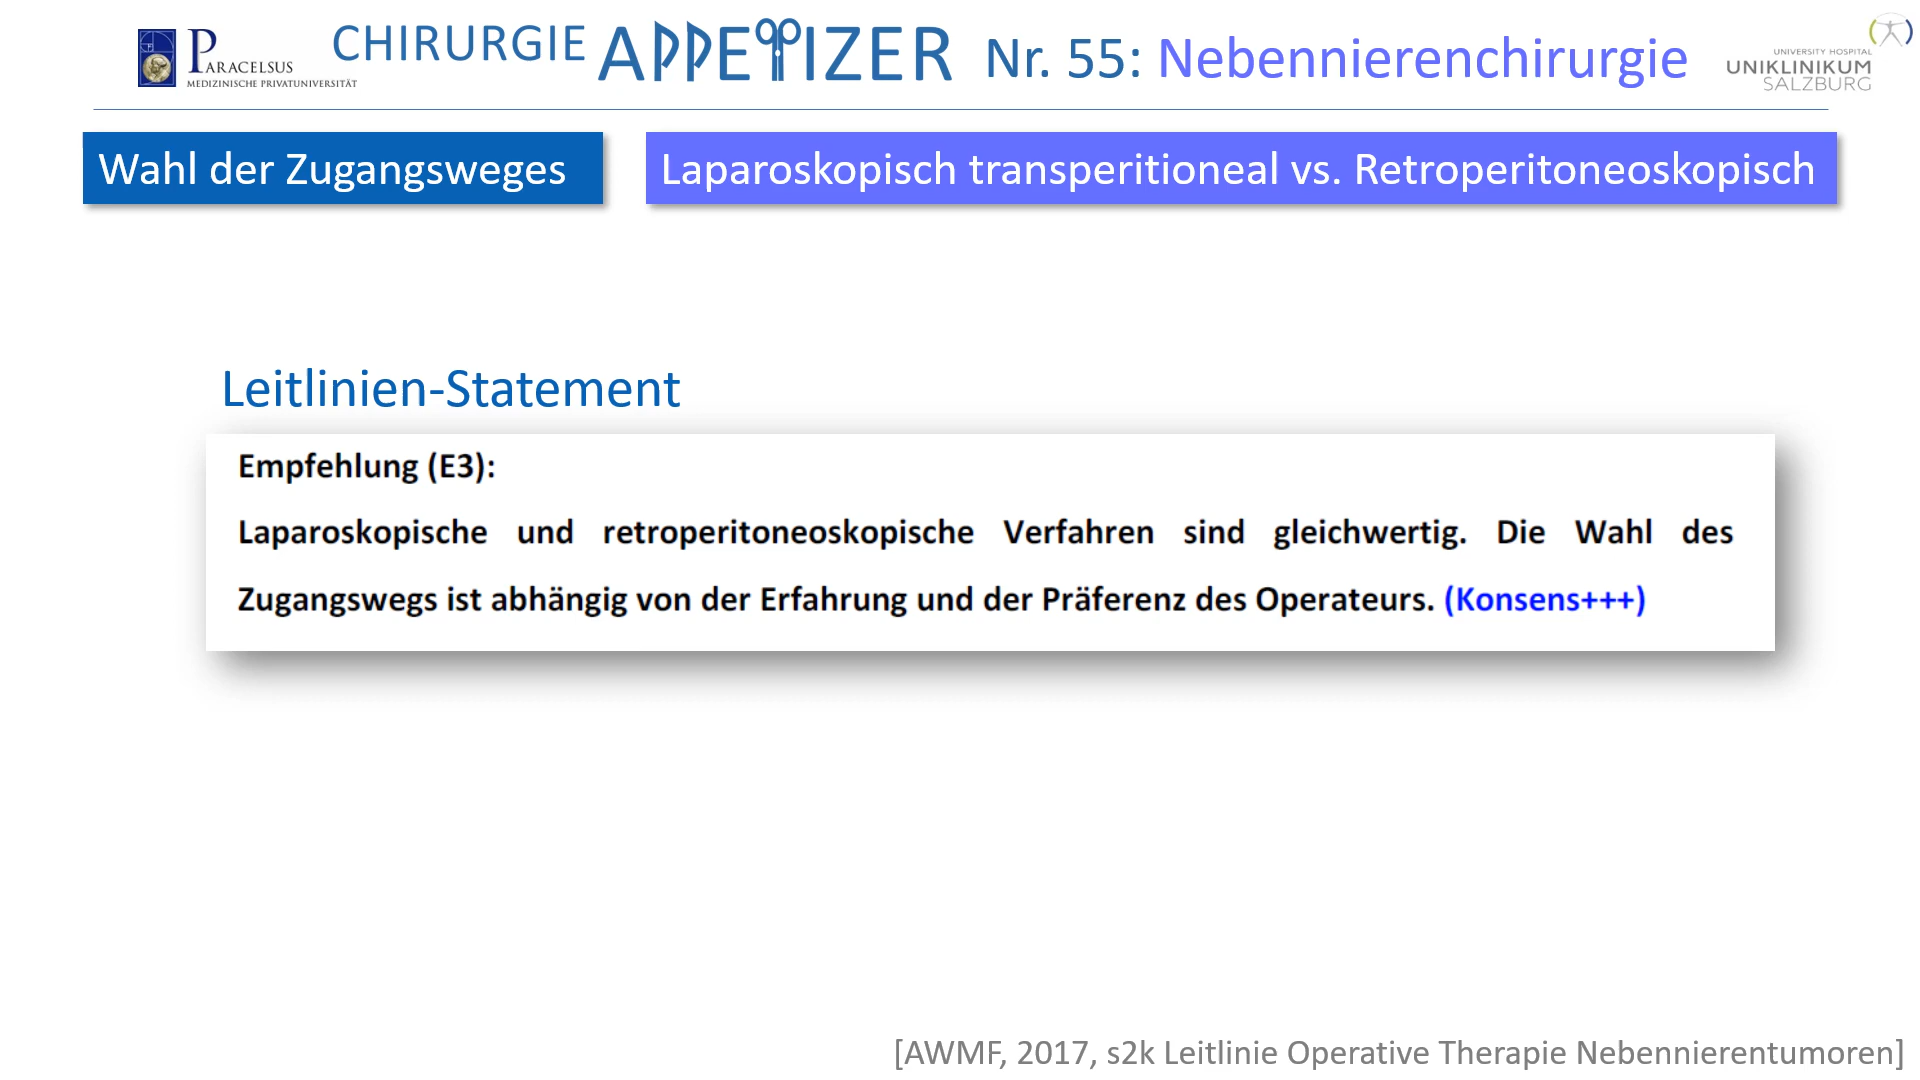 PARACELSUS
MEDIZINISCHE PRIVATUNIVERSITÄT
CHIRURGIE APPETIZER Nr. 55: Nebennierenchirurgie
UNIVERSITY HOSPITAL
UNIKLINIKUM
SALZBURG
Wahl der Zugangsweges
Laparoskopisch transperitioneal vs. Retroperitoneoskopisch
Leitlinien-Statement
Empfehlung (E3):
Laparoskopische und retroperitoneoskopische Verfahren sind gleichwertig. Die Wahl des
Zugangswegs ist abhängig von der Erfahrung und der Präferenz des Operateurs. (Konsens+++)
[AWMF, 2017, s2k Leitlinie Operative Therapie Nebennierentumoren]